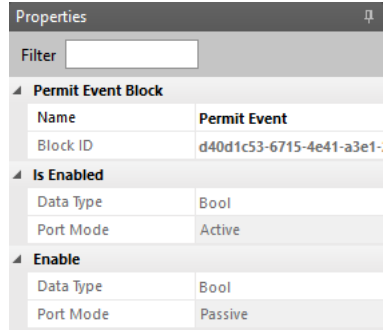 Properties
Filter
Permit Event Block
Name Permit Event
Block ID d40d1c53-6715-4e41-a3e1-
Is Enabled
Data Type Bool
Port Mode Active
Enable
Data Type Bool
Port Mode Passive